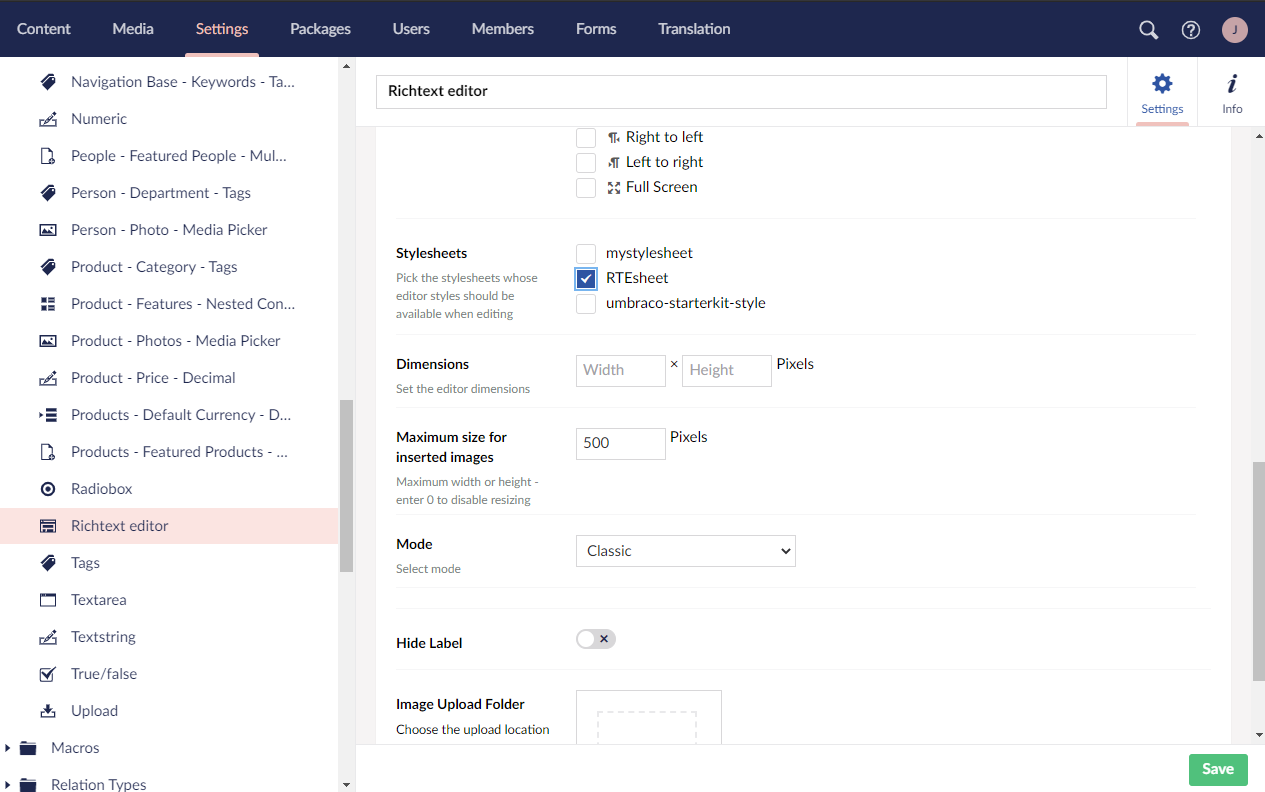 Content Media Settings Packages Users Members Forms Translation J
Navigation Base - Keywords - Ta...
Numeric
People - Featured People - Mul...
Person - Department - Tags
Person - Photo - Media Picker
Product - Category - Tags
Product - Features - Nested Con...
Product - Photos - Media Picker
Product - Price - Decimal
Products - Default Currency - D...
Products - Featured Products - ...
Radiobox
Richtext editor
Tags
Textarea
Textstring
True/false
Upload
Macros
Relation Types
Richtext editor
Settings
Info
Right to left
Left to right
Full Screen
Stylesheets
Pick the stylesheets whose
editor styles should be
available when editing
mystylesheet
RTEsheet
umbraco-starterkit-style
Dimensions
Set the editor dimensions
Width × Height Pixels
Maximum size for
inserted images
Maximum width or height -
enter 0 to disable resizing
500 Pixels
Mode
Select mode
Classic
Hide Label
Image Upload Folder
Choose the upload location
Save